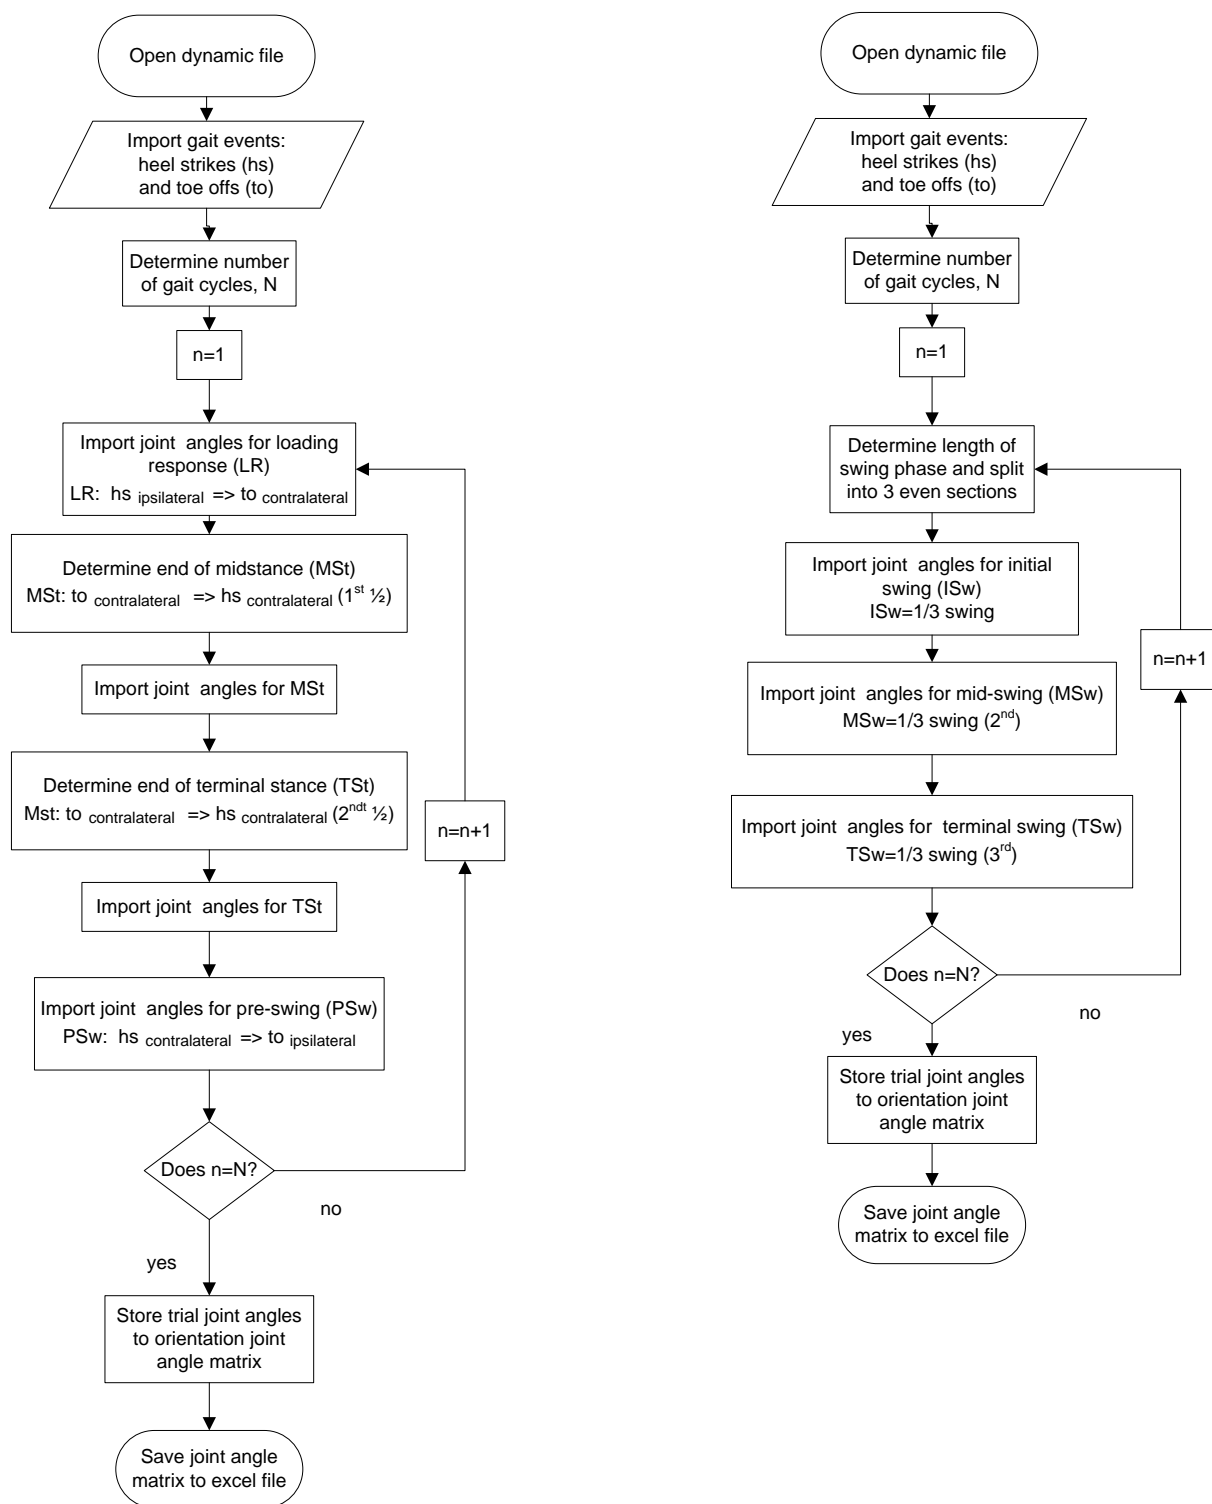 Open dynamic file
Import gait events:
heel strikes (hs)
and toe offs (to)
Determine number
of gait cycles, N
n=1
Import joint angles for loading
response (LR)
LR: hs ipsilateral => to contralateral
Determine end of midstance (MSt)
MSt: to contralateral => hs contralateral (1st ½)
Import joint angles for MSt
Determine end of terminal stance (TSt)
Mst: to contralateral => hs contralateral (2ndt ½)
n=n+1
Import joint angles for TSt
Import joint angles for pre-swing (PSw)
PSw: hs contralateral => to ipsilateral
Does n=N?
no
yes
Store trial joint angles
to orientation joint
angle matrix
Save joint angle
matrix to excel file
Open dynamic file
Import gait events:
heel strikes (hs)
and toe offs (to)
Determine number
of gait cycles, N
n=1
Determine length of
swing phase and split
into 3 even sections
Import joint angles for initial
swing (ISw)
ISw=1/3 swing
n=n+1
Import joint angles for mid-swing (MSw)
MSw=1/3 swing (2nd)
Import joint angles for terminal swing (TSw)
TSw=1/3 swing (3rd)
Does n=N?
no
yes
Store trial joint angles
to orientation joint
angle matrix
Save joint angle
matrix to excel file